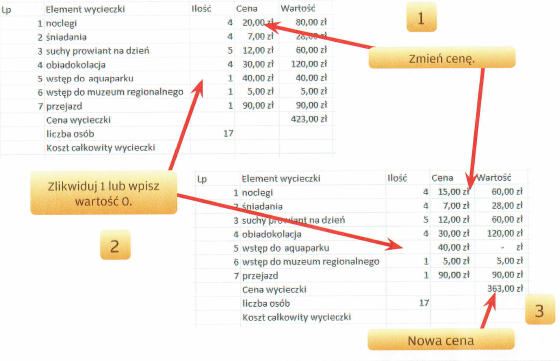 Lp Element wycieczki Ilość Cena Wartość
1 noclegi 4 20,00 zł 80,00 zł
2 śniadania 4 7,00 zł 28,00 zł
3 suchy prowiant na dzień 5 12,00 zł 60,00 zł
4 obiadokolacja 4 30,00 zł 120,00 zł
5 wstęp do aquaparku 1 40,00 zł 40,00 zł
6 wstęp do muzeum regionalnego 1 5,00 zł 5,00 zł
7 przejazd 1 90,00 zł 90,00 zł
Cena wycieczki 423,00 zł
liczba osób 17
Koszt całkowity wycieczki
1
Zmień cenę.
Zlikwiduj 1 lub wpisz
wartość 0.
2
Lp Element wycieczki Ilość Cena Wartość
1 noclegi 4 15,00 zł 60,00 zł
2 śniadania 4 7,00 zł 28,00 zł
3 suchy prowiant na dzień 5 12,00 zł 60,00 zł
4 obiadokolacja 4 30,00 zł 120,00 zł
5 wstęp do aquaparku 40,00 zł - zł
6 wstęp do muzeum regionalnego 1 5,00 zł 5,00 zł
7 przejazd 1 90,00 zł 90,00 zł
Cena wycieczki 363,00 zł
liczba osób 17
Koszt całkowity wycieczki
3
Nowa cena